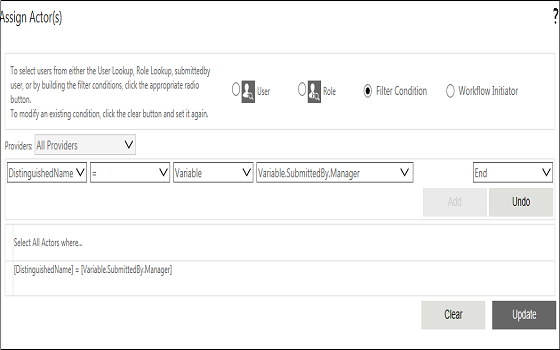 Assign Actor(s)
?
To select users from either the User Lookup, Role Lookup, submittedby
user, or by building the filter conditions, click the appropriate radio
button.
To modify an existing condition, click the clear button and set it again.
User
Role
Filter Condition
Workflow Initiator
Providers: All Providers
DistinguishedName = Variable Variable.SubmittedBy.Manager End
Add Undo
Select All Actors where...
[DistinguishedName] = [Variable.SubmittedBy.Manager]
Clear Update